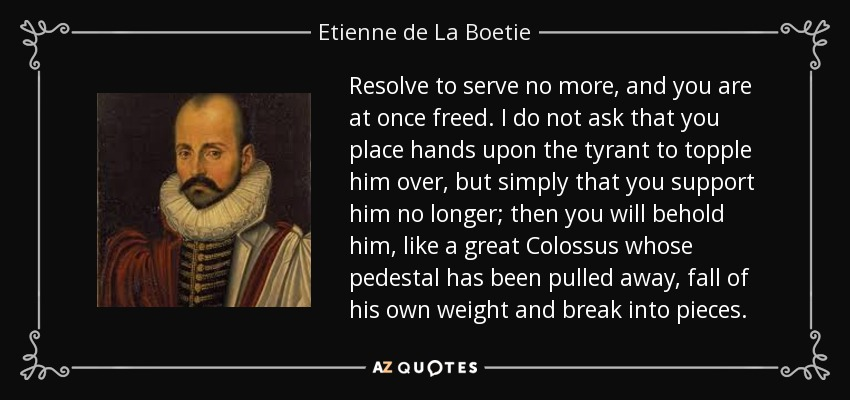 Etienne de La Boetie
Resolve to serve no more, and you are
at once freed. I do not ask that you
place hands upon the tyrant to topple
him over, but simply that you support
him no longer; then you will behold
him, like a great Colossus whose
pedestal has been pulled away, fall of
his own weight and break into pieces.
AZ QUOTES